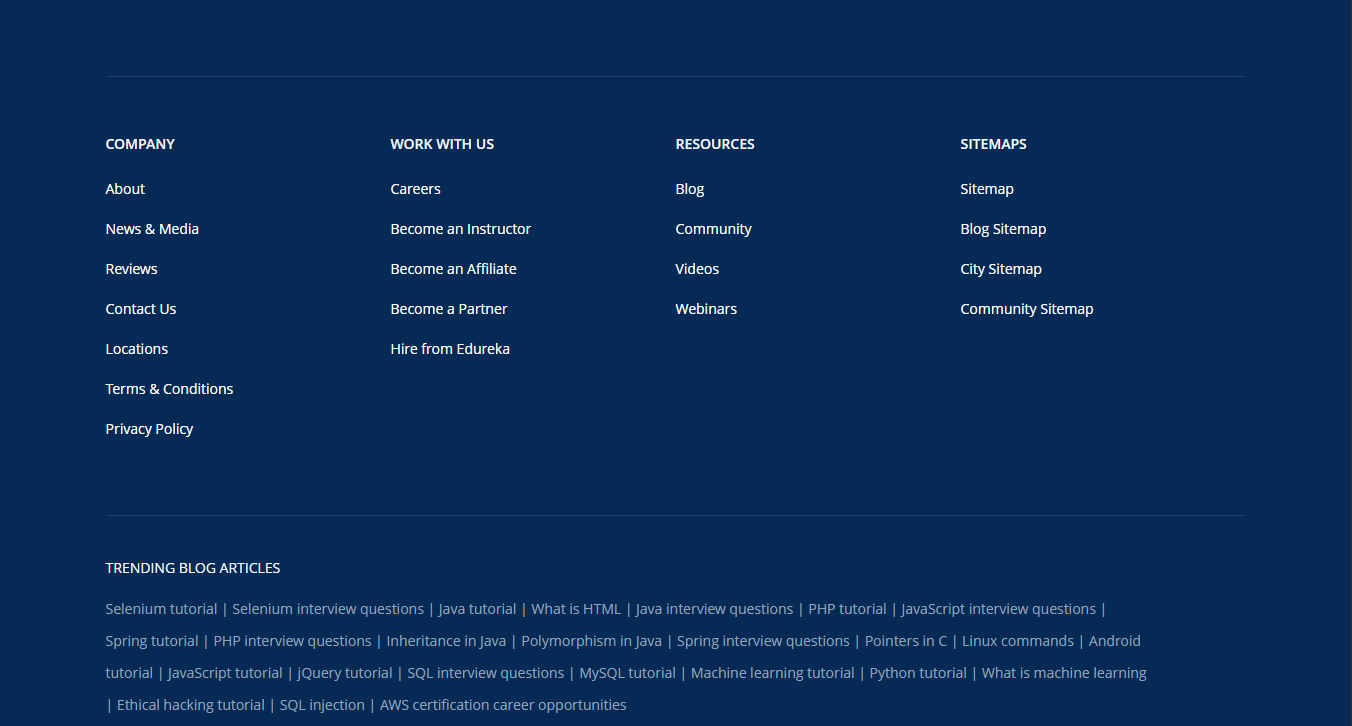 COMPANY
About
News & Media
Reviews
Contact Us
Locations
Terms & Conditions
Privacy Policy
WORK WITH US
Careers
Become an Instructor
Become an Affiliate
Become a Partner
Hire from Edureka
RESOURCES
Blog
Community
Videos
Webinars
SITEMAPS
Sitemap
Blog Sitemap
City Sitemap
Community Sitemap
TRENDING BLOG ARTICLES
Selenium tutorial | Selenium interview questions | Java tutorial | What is HTML | Java interview questions | PHP tutorial | JavaScript interview questions |
Spring tutorial | PHP interview questions | Inheritance in Java | Polymorphism in Java | Spring interview questions | Pointers in C | Linux commands | Android
tutorial | JavaScript tutorial | jQuery tutorial | SQL interview questions | MySQL tutorial | Machine learning tutorial | Python tutorial | What is machine learning
| Ethical hacking tutorial | SQL injection | AWS certification career opportunities